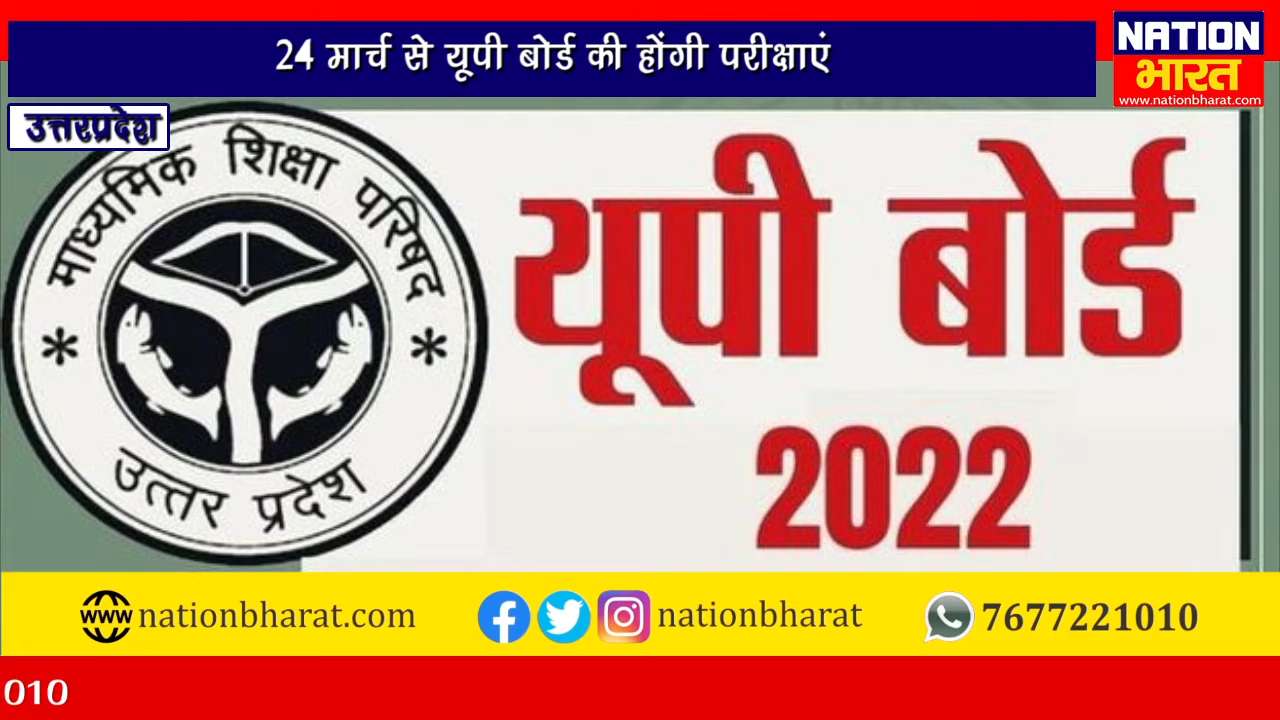 24 मार्च से यूपी बोर्ड की होंगी परीक्षाएं
NATION
भारत
www.nationbharat.com
उत्तरप्रदेश
माध्यमिक शिक्षा परिषद
उत्तर प्रदेश
यूपी बोर्ड
2022
www nationbharat.com
nationbharat
7677221010
010